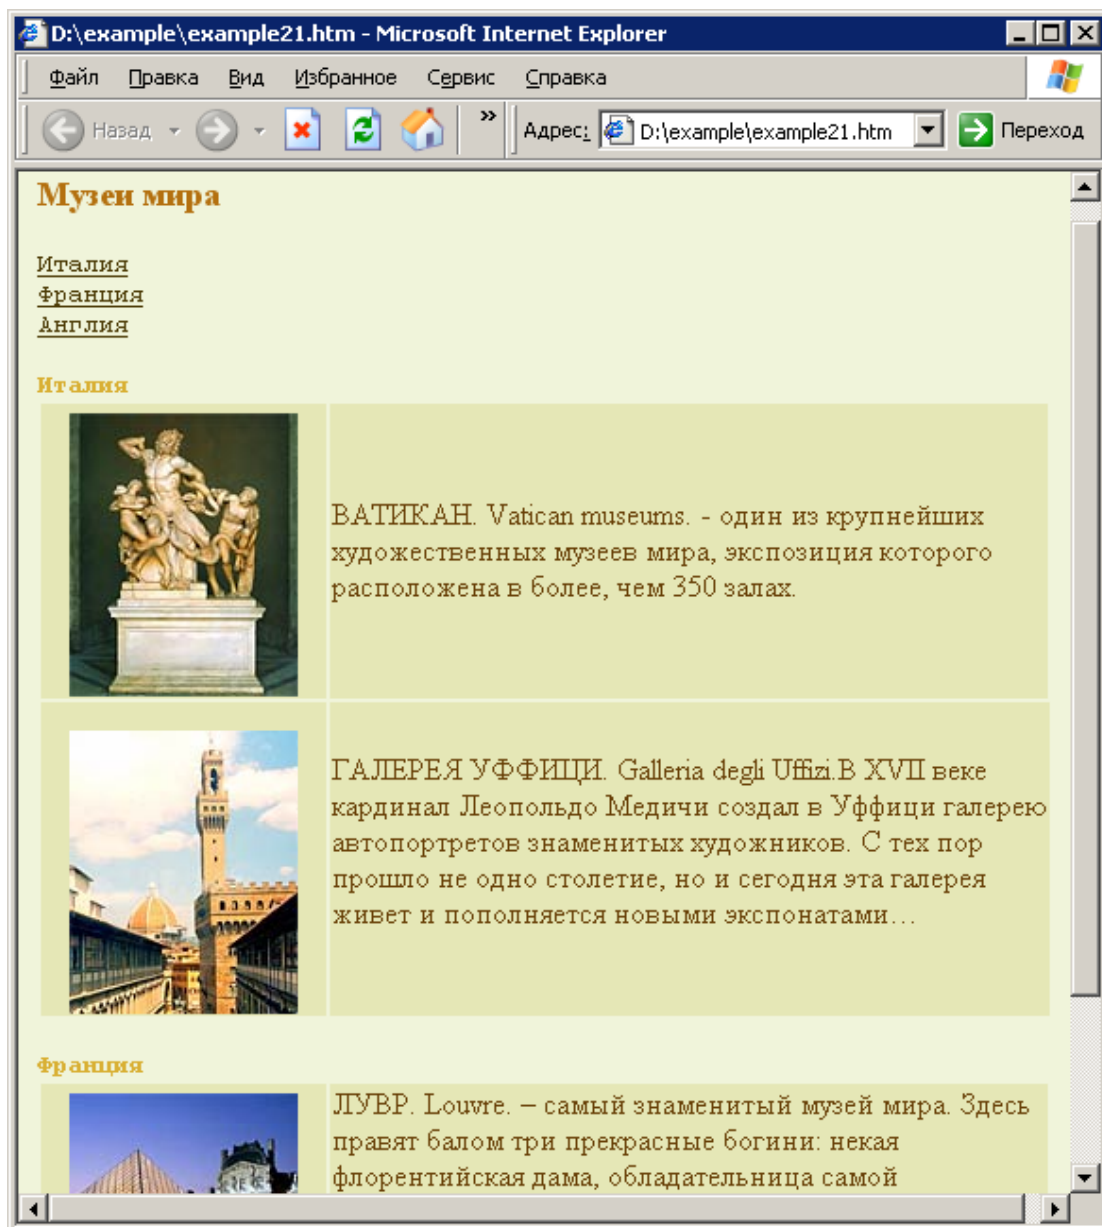 D:\example\example21.htm - Microsoft Internet Explorer
Файл Правка Вид Избранное Сервис Справка
Назад » Адрес: D:\example\example21.htm Переход
Музеи мира
Италия
Франция
Англия
Италия
ВАТИКАН. Vatican museums. - один из крупнейших
художественных музеев мира, экспозиция которого
расположена в более, чем 350 залах.
ГАЛЕРЕЯ УФФИЦИ. Galleria degli Uffizi.В XVII веке
кардинал Леопольдо Медичи создал в Уффици галерею
автопортретов знаменитых художников. С тех пор
прошло не одно столетие, но и сегодня эта галерея
живет и пополняется новыми экспонатами…
Франция
ЛУВР. Louvre. – самый знаменитый музей мира. Здесь
правят балом три прекрасные богини: некая
флорентийская дама, обладательница самой